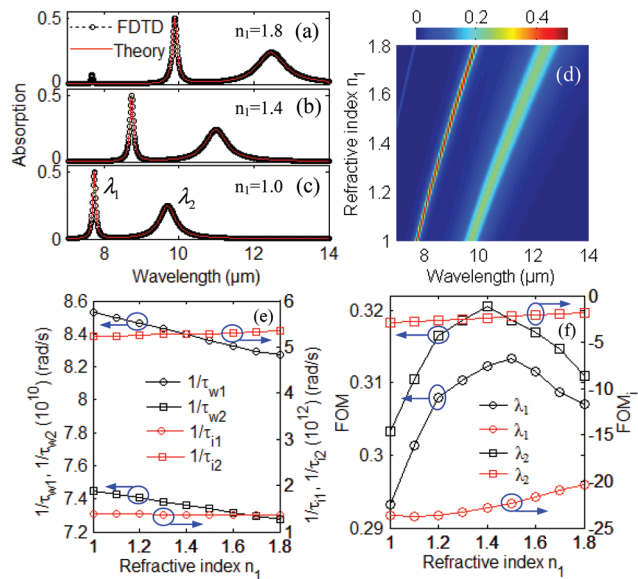 0.5
FDTD
Theory
n₁=1.8
(a)
0
0.5
n₁=1.4
(b)
0
0.5
λ₁
λ₂
n₁=1.0
(c)
0
8 10 12 14
Absorption
Wavelength (μm)
0 0.2 0.4
1.8
1.6
1.4
1.2
1
(d)
8 10 12 14
Refractive index n₁
Wavelength (μm)
8.6
8.4
8.2
8
7.8
7.6
7.4
7.2
6
5
4
3
2
1
(e)
1/τw1
1/τw2
1/τi1
1/τi2
1 1.2 1.4 1.6 1.8
1/τw1, 1/τw2 (10¹⁰) (rad/s)
1/τi1, 1/τi2 (10¹²) (rad/s)
Refractive index n₁
0.32
0.31
0.3
0.29
0
-5
-10
-15
-20
-25
(f)
λ₁
λ₁
λ₂
λ₂
1 1.2 1.4 1.6 1.8
FOM
FOMᵢ
Refractive index n₁